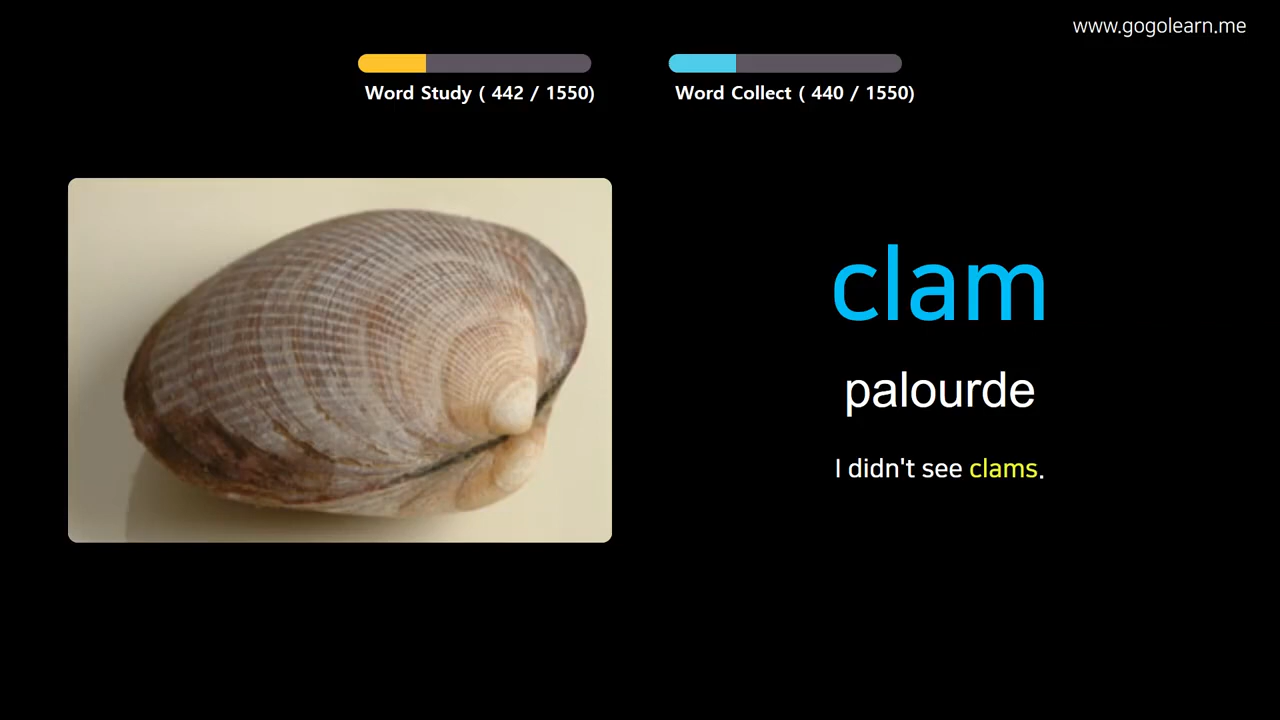 www.gogolearn.me
Word Study ( 442 / 1550)
Word Collect ( 440 / 1550)
clam
palourde
I didn't see clams.